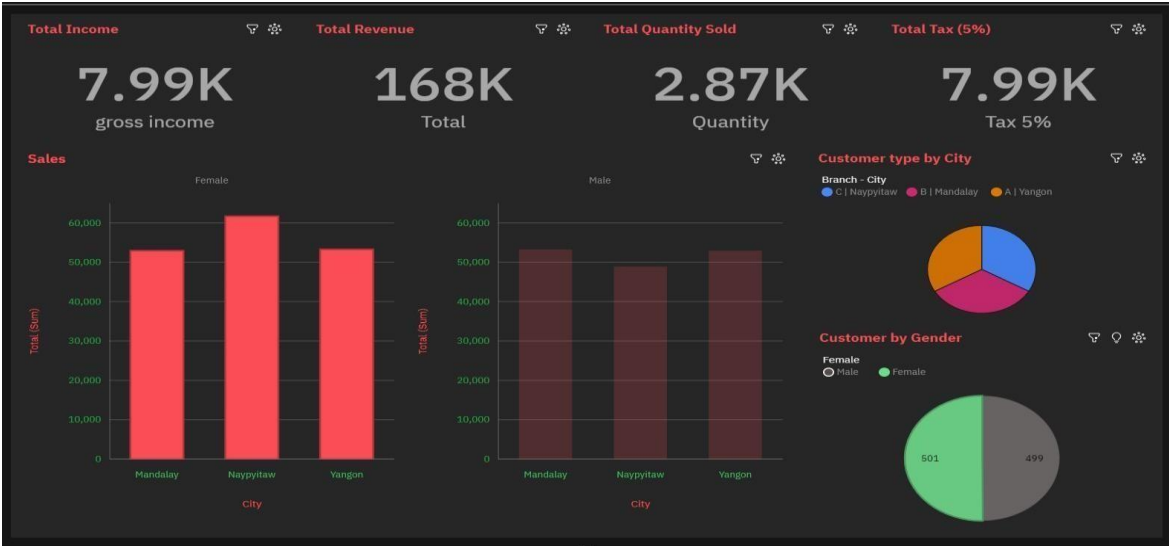 Total Income
Total Revenue
Total Quantity Sold
Total Tax (5%)
7.99K
168K
2.87K
7.99K
gross income
Total
Quantity
Tax 5%
Sales
Female
Male
60,000
50,000
40,000
30,000
20,000
10,000
0
Total (Sum)
Mandalay Naypyitaw Yangon
City
60,000
50,000
40,000
30,000
20,000
10,000
0
Total (Sum)
Mandalay Naypyitaw Yangon
City
Customer type by City
Branch - City
C | Naypyitaw B | Mandalay A | Yangon
Customer by Gender
Female
Male Female
501 499